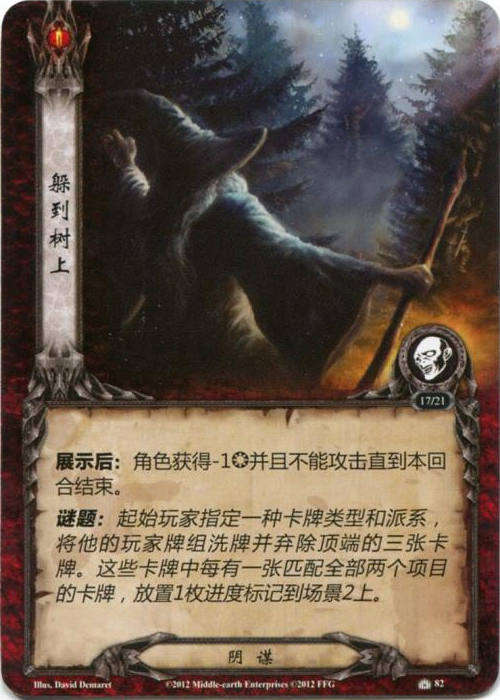 躲到树上
17/21
展示后：角色获得-1并且不能攻击直到本回
合结束。
谜题：起始玩家指定一种卡牌类型和派系，
将他的玩家牌组洗牌并弃除顶端的三张卡
牌。这些卡牌中每有一张匹配全部两个项目
的卡牌，放置1枚进度标记到场景2上。
阴谋
Illus. David Demaret
©2012 Middle-earth Enterprises ©2012 FFG
82